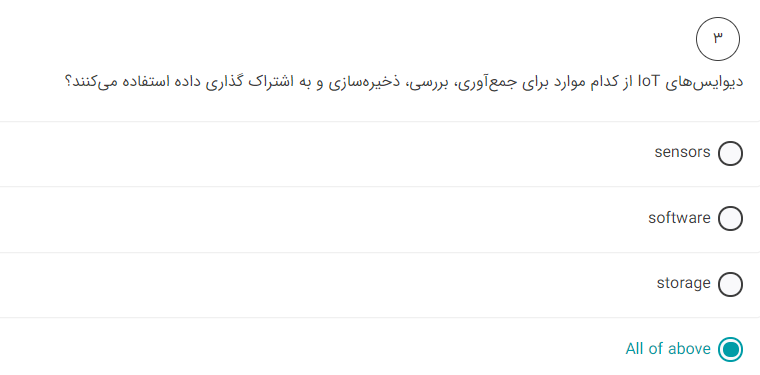 ۳
دیوایس‌های IoT از کدام موارد برای جمع‌آوری، بررسی، ذخیره‌سازی و به اشتراک گذاری داده استفاده می‌کنند؟
sensors
software
storage
All of above